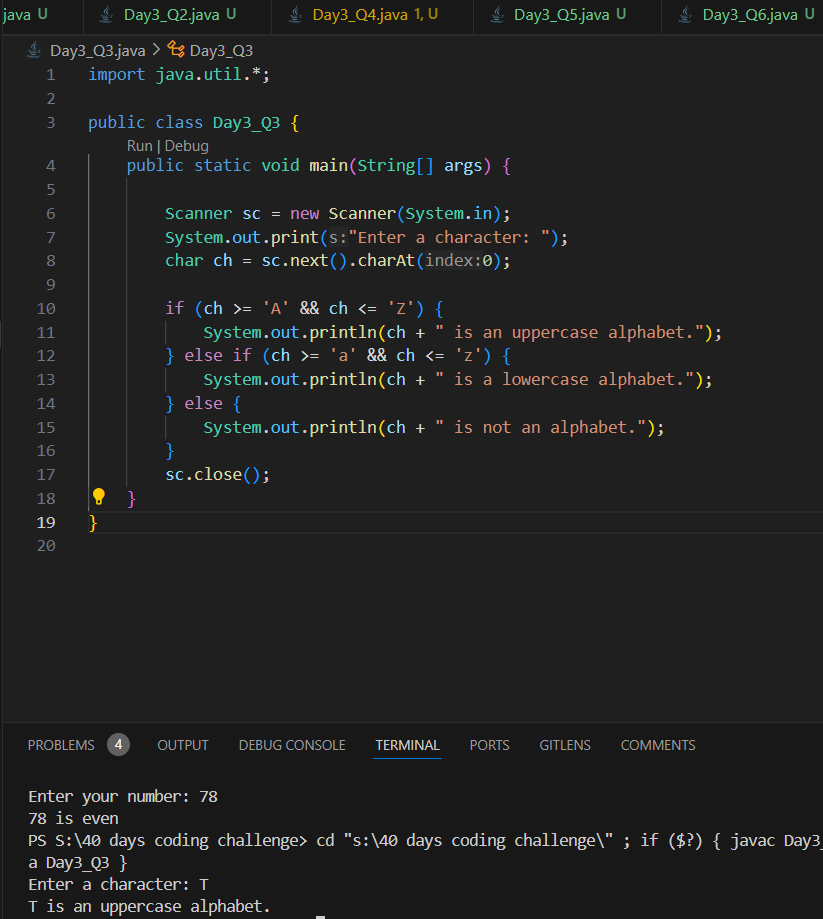 java U Day3_Q2.java U Day3_Q4.java 1, U Day3_Q5.java U Day3_Q6.java U
Day3_Q3.java > Day3_Q3
1 import java.util.*;
2
3 public class Day3_Q3 {
Run | Debug
4 public static void main(String[] args) {
5
6 Scanner sc = new Scanner(System.in);
7 System.out.print(s:"Enter a character: ");
8 char ch = sc.next().charAt(index:0);
9
10 if (ch >= 'A' && ch <= 'Z') {
11 System.out.println(ch + " is an uppercase alphabet.");
12 } else if (ch >= 'a' && ch <= 'z') {
13 System.out.println(ch + " is a lowercase alphabet.");
14 } else {
15 System.out.println(ch + " is not an alphabet.");
16 }
17 sc.close();
18 }
19 }
20
PROBLEMS 4 OUTPUT DEBUG CONSOLE TERMINAL PORTS GITLENS COMMENTS
Enter your number: 78
78 is even
PS S:\40 days coding challenge> cd "s:\40 days coding challenge\" ; if ($?) { javac Day3_
a Day3_Q3 }
Enter a character: T
T is an uppercase alphabet.